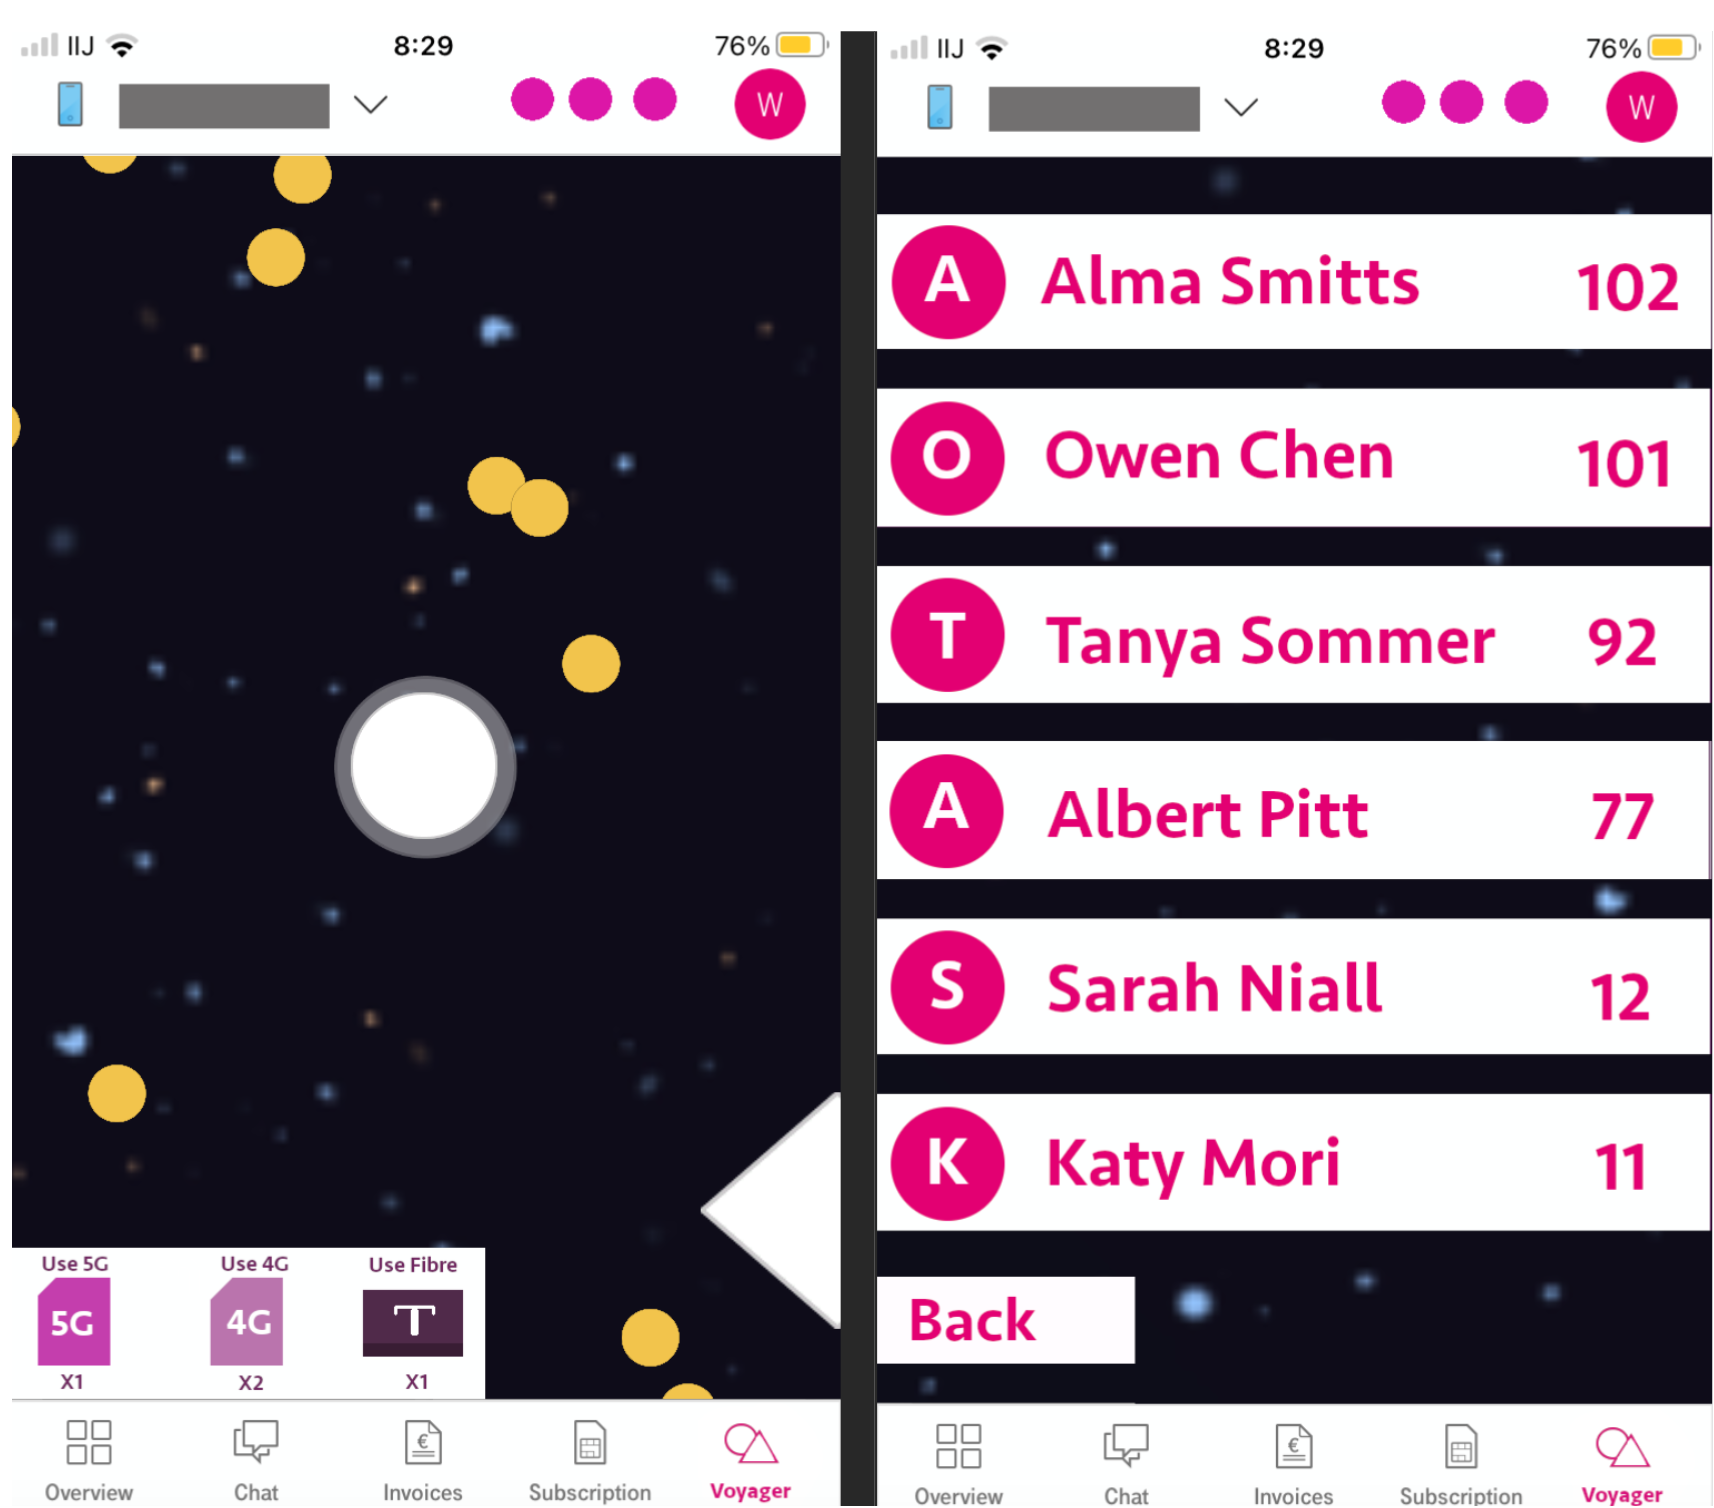 IIJ 8:29 76%
W
Use 5G Use 4G Use Fibre
5G 4G T
X1 X2 X1
Overview Chat Invoices Subscription Voyager
IIJ 8:29 76%
W
A Alma Smitts 102
O Owen Chen 101
T Tanya Sommer 92
A Albert Pitt 77
S Sarah Niall 12
K Katy Mori 11
Back
Overview Chat Invoices Subscription Voyager